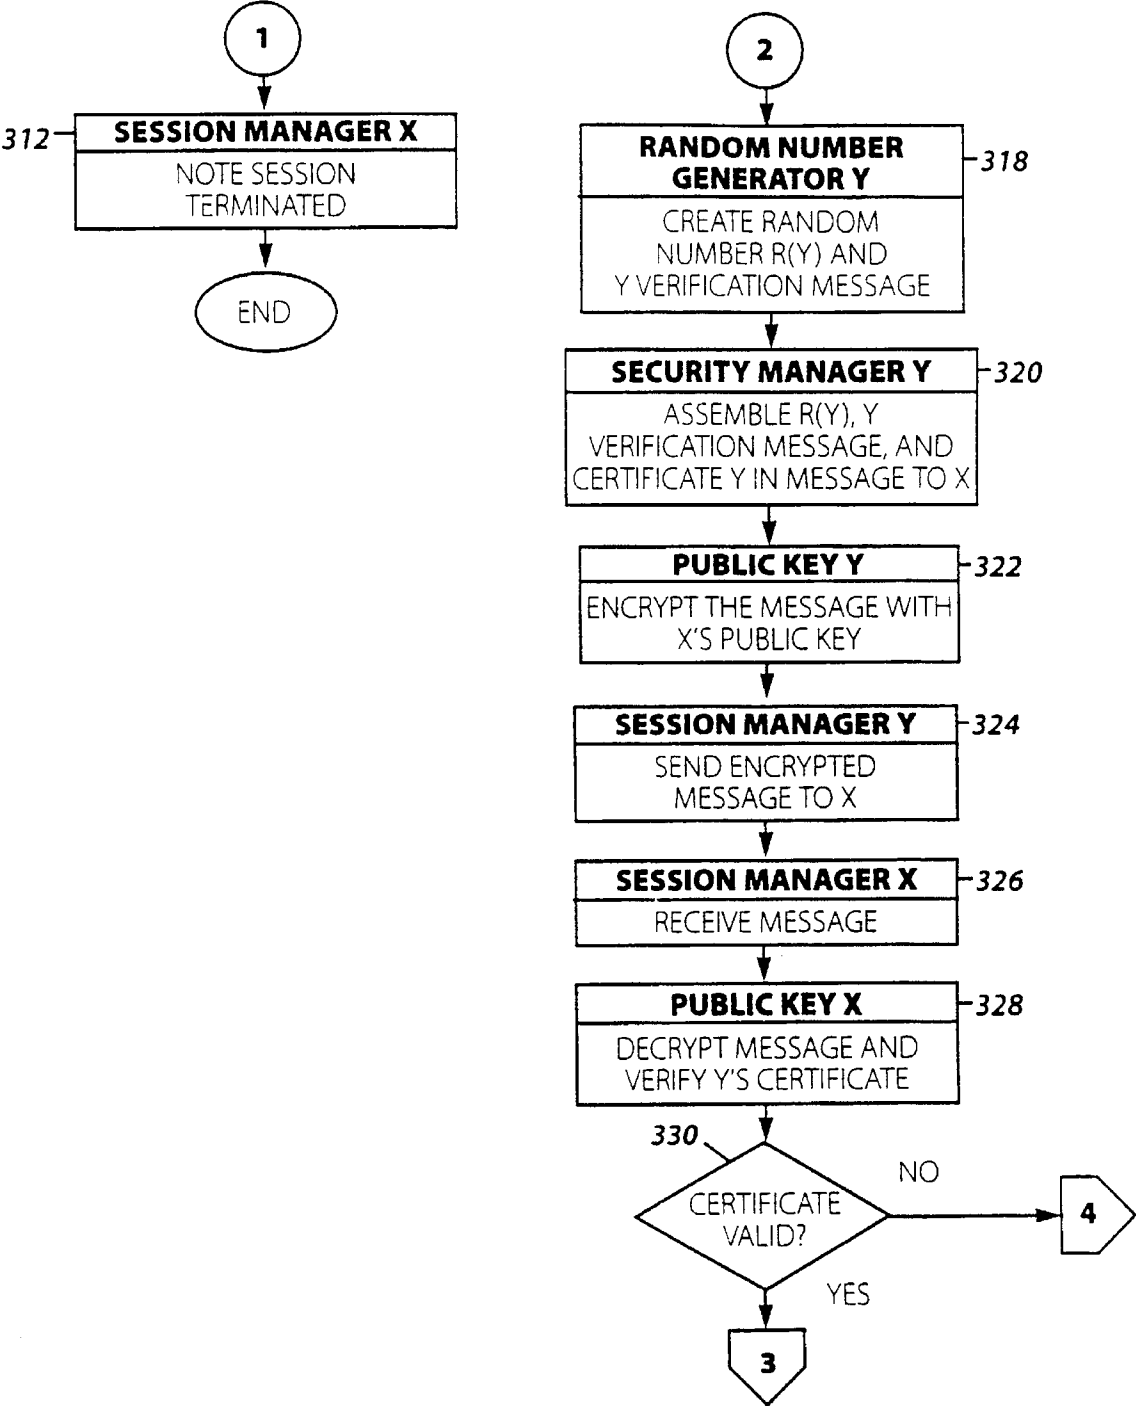 1
312
SESSION MANAGER X
NOTE SESSION
TERMINATED
END
2
RANDOM NUMBER
GENERATOR Y
318
CREATE RANDOM
NUMBER R(Y) AND
Y VERIFICATION MESSAGE
SECURITY MANAGER Y
320
ASSEMBLE R(Y), Y
VERIFICATION MESSAGE, AND
CERTIFICATE Y IN MESSAGE TO X
PUBLIC KEY Y
322
ENCRYPT THE MESSAGE WITH
X'S PUBLIC KEY
SESSION MANAGER Y
324
SEND ENCRYPTED
MESSAGE TO X
SESSION MANAGER X
326
RECEIVE MESSAGE
PUBLIC KEY X
328
DECRYPT MESSAGE AND
VERIFY Y'S CERTIFICATE
330
CERTIFICATE
VALID?
NO
4
YES
3